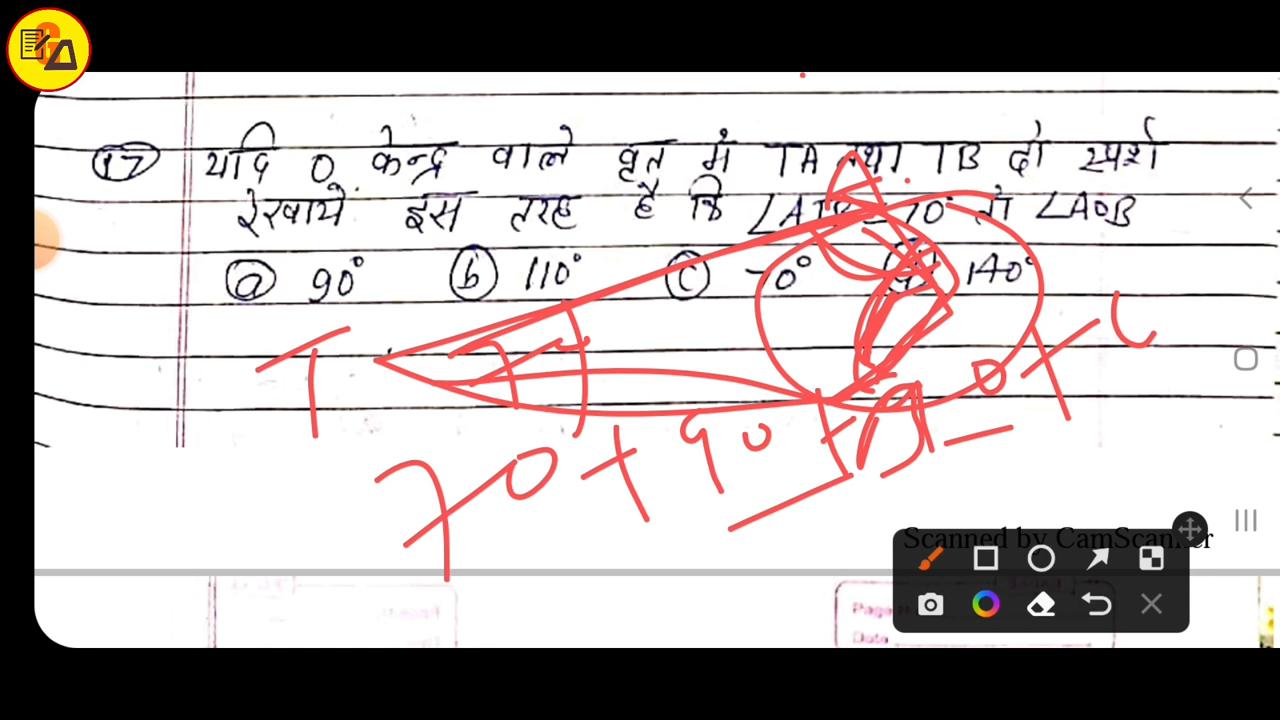 17 यदि O केन्द्र वाले वृत में TA तथा TB दो स्पर्श
रेखायें इस तरह है कि ∠ATB = 70° तो ∠AOB
(a) 90° (b) 110° (c) 70° (d) 140°
T
70+90+
Scanned by CamScanner
Date